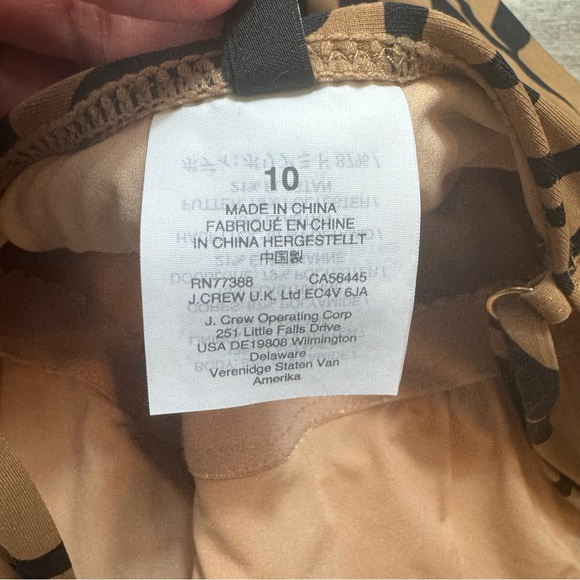 10
MADE IN CHINA
FABRIQUÉ EN CHINE
IN CHINA HERGESTELLT
中国製
RN77388 CA56445
J.CREW U.K. Ltd EC4V 6JA
J. Crew Operating Corp
251 Little Falls Drive
USA DE19808 Wilmington
Delaware
Verenidge Staten Van
Amerika